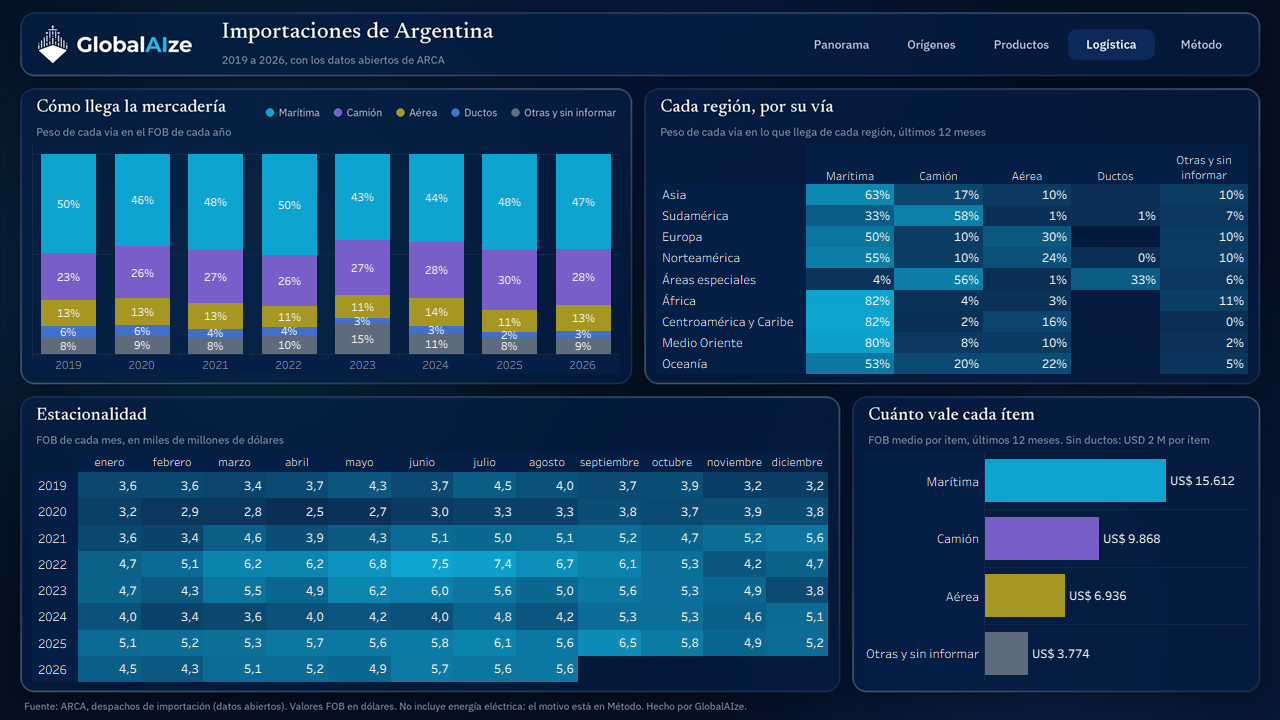 GlobalAIze
Importaciones de Argentina
2019 a 2026, con los datos abiertos de ARCA
Panorama Orígenes Productos Logística Método
Cómo llega la mercadería
Marítima Camión Aérea Ductos Otras y sin informar
Peso de cada vía en el FOB de cada año
50% 46% 48% 50% 43% 44% 48% 47%
23% 26% 27% 26% 27% 28% 30% 28%
13% 13% 13% 11% 11% 14% 11% 13%
6% 6% 4% 4% 3% 3% 2% 3%
8% 9% 8% 10% 15% 11% 8% 9%
2019 2020 2021 2022 2023 2024 2025 2026
Cada región, por su vía
Peso de cada vía en lo que llega de cada región, últimos 12 meses
Marítima Camión Aérea Ductos Otras y sin informar
Asia 63% 17% 10% 10%
Sudamérica 33% 58% 1% 1% 7%
Europa 50% 10% 30% 10%
Norteamérica 55% 10% 24% 0% 10%
Áreas especiales 4% 56% 1% 33% 6%
África 82% 4% 3% 11%
Centroamérica y Caribe 82% 2% 16% 0%
Medio Oriente 80% 8% 10% 2%
Oceanía 53% 20% 22% 5%
Estacionalidad
FOB de cada mes, en miles de millones de dólares
enero febrero marzo abril mayo junio julio agosto septiembre octubre noviembre diciembre
2019 3,6 3,6 3,4 3,7 4,3 3,7 4,5 4,0 3,7 3,9 3,2 3,2
2020 3,2 2,9 2,8 2,5 2,7 3,0 3,3 3,3 3,8 3,7 3,9 3,8
2021 3,6 3,4 4,6 3,9 4,3 5,1 5,0 5,1 5,2 4,7 5,2 5,6
2022 4,7 5,1 6,2 6,2 6,8 7,5 7,4 6,7 6,1 5,3 4,2 4,7
2023 4,7 4,3 5,5 4,9 6,2 6,0 5,6 5,0 5,6 5,3 4,9 3,8
2024 4,0 3,4 3,6 4,0 4,2 4,0 4,8 4,2 5,3 5,3 4,6 5,1
2025 5,1 5,2 5,3 5,7 5,6 5,8 6,1 5,6 6,5 5,8 4,9 5,2
2026 4,5 4,3 5,1 5,2 4,9 5,7 5,6 5,6
Cuánto vale cada ítem
FOB medio por ítem, últimos 12 meses. Sin ductos: USD 2 M por ítem
Marítima US$ 15.612
Camión US$ 9.868
Aérea US$ 6.936
Otras y sin informar US$ 3.774
Fuente: ARCA, despachos de importación (datos abiertos). Valores FOB en dólares. No incluye energía eléctrica: el motivo está en Método. Hecho por GlobalAIze.